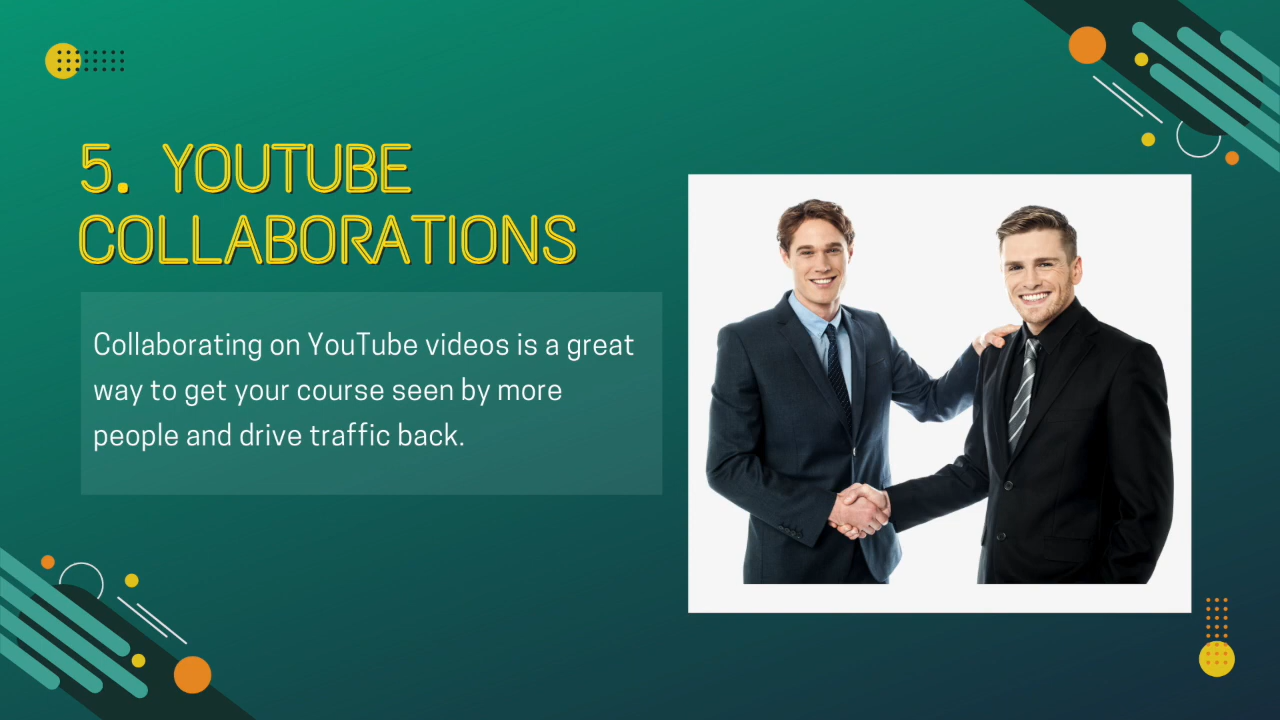 5. YOUTUBE
COLLABORATIONS
Collaborating on YouTube videos is a great
way to get your course seen by more
people and drive traffic back.